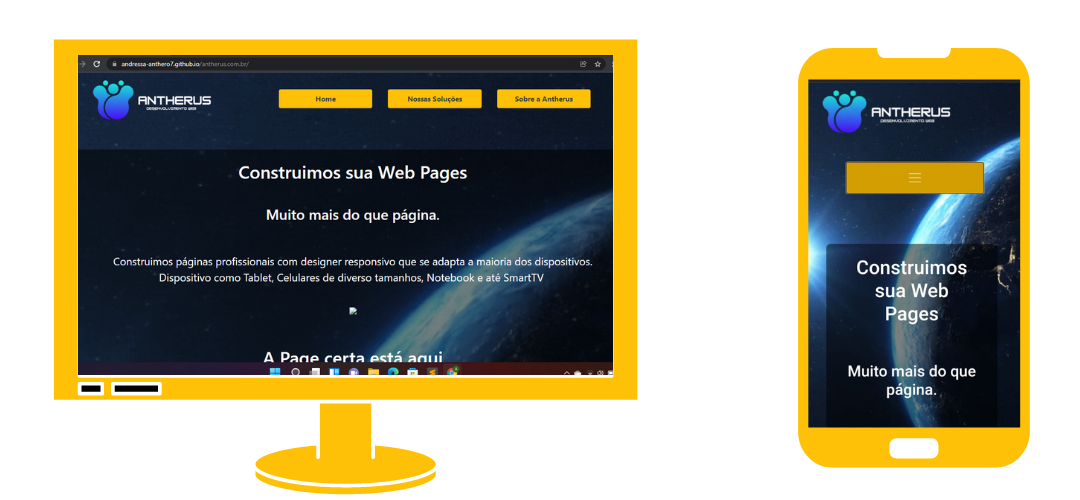 andressa-anthero7.github.io/antherus.com.br/
ANTHERUS
DESENVOLVIMENTO WEB
Home
Nossas Soluções
Sobre a Antherus
Construimos sua Web Pages
Muito mais do que página.
Construimos páginas profissionais com designer responsivo que se adapta a maioria dos dispositivos.
Dispositivo como Tablet, Celulares de diverso tamanhos, Notebook e até SmartTV
A Page certa está aqui
ANTHERUS
DESENVOLVIMENTO WEB
Construimos
sua Web
Pages
Muito mais do que
página.